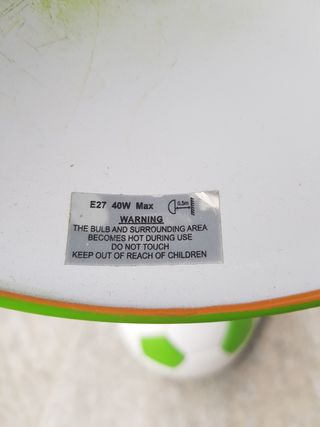 E27 40W Max 0.5m
WARNING
THE BULB AND SURROUNDING AREA
BECOMES HOT DURING USE
DO NOT TOUCH
KEEP OUT OF REACH OF CHILDREN